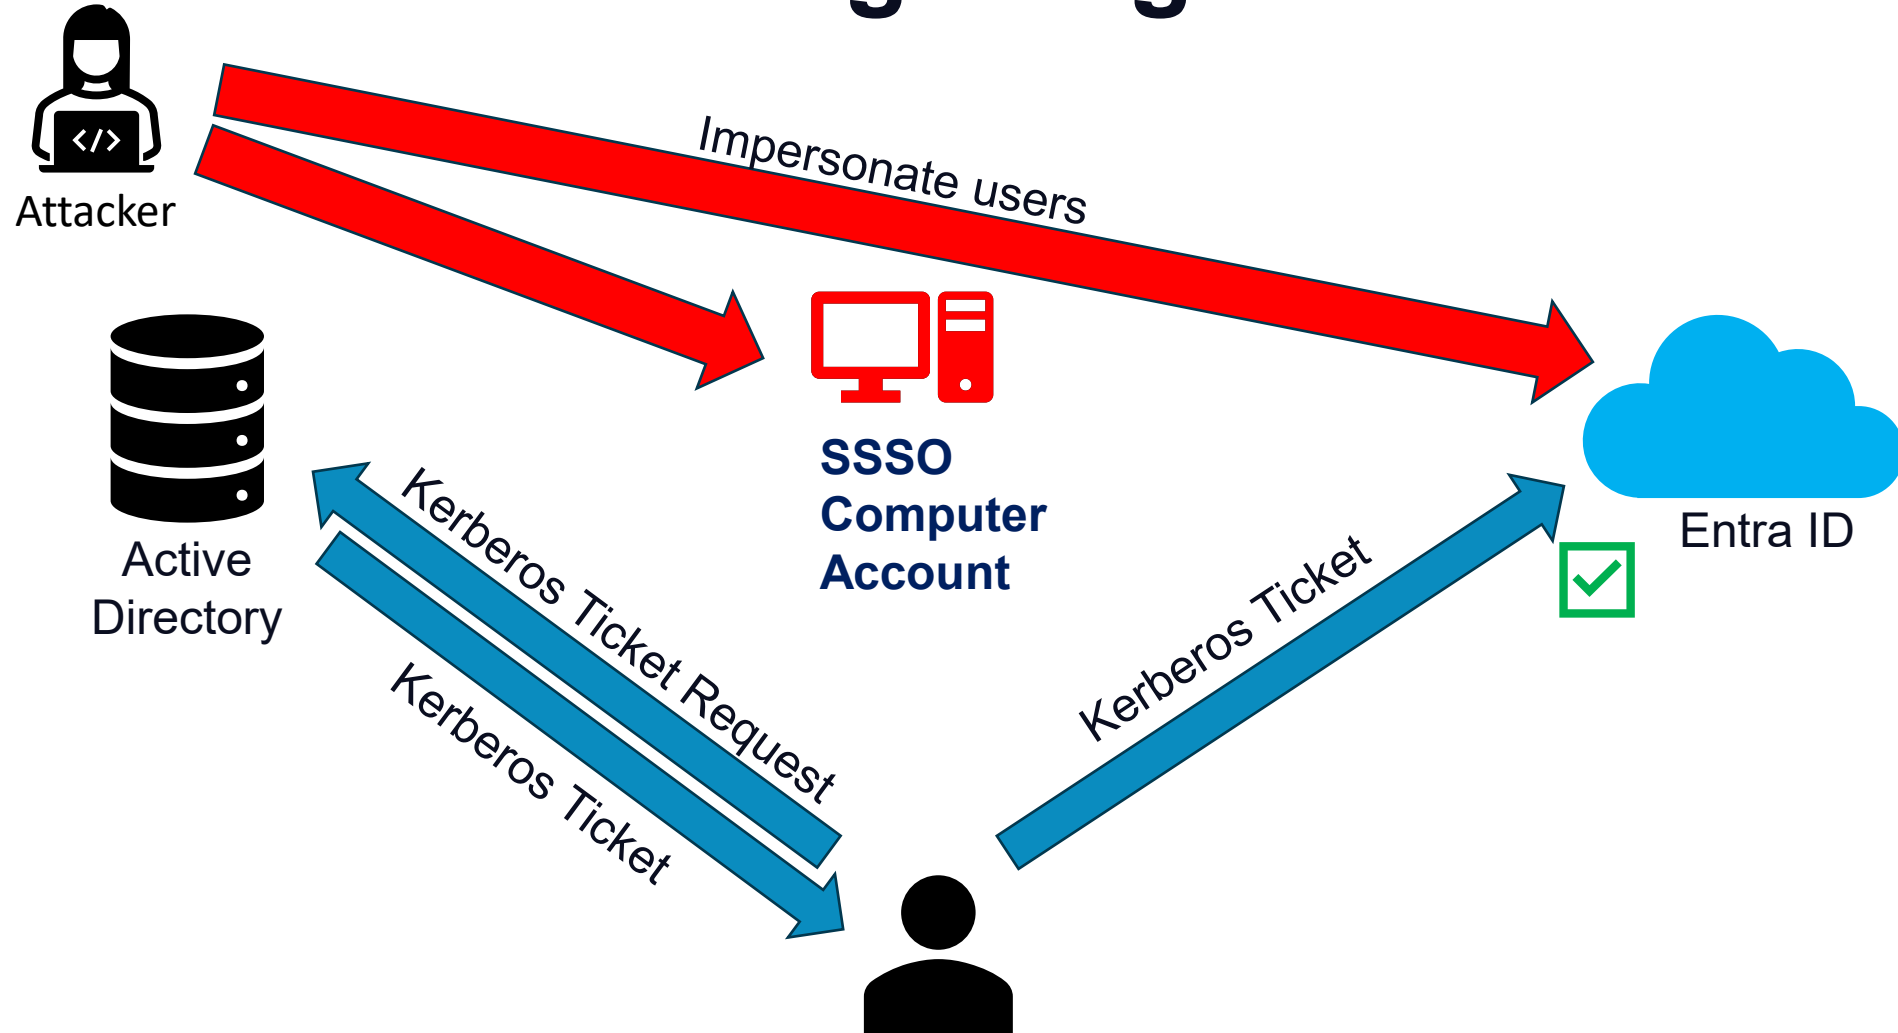 </>
Attacker
Impersonate users
SSSO
Computer
Account
Active
Directory
Entra ID
Kerberos Ticket Request
Kerberos Ticket
Kerberos Ticket